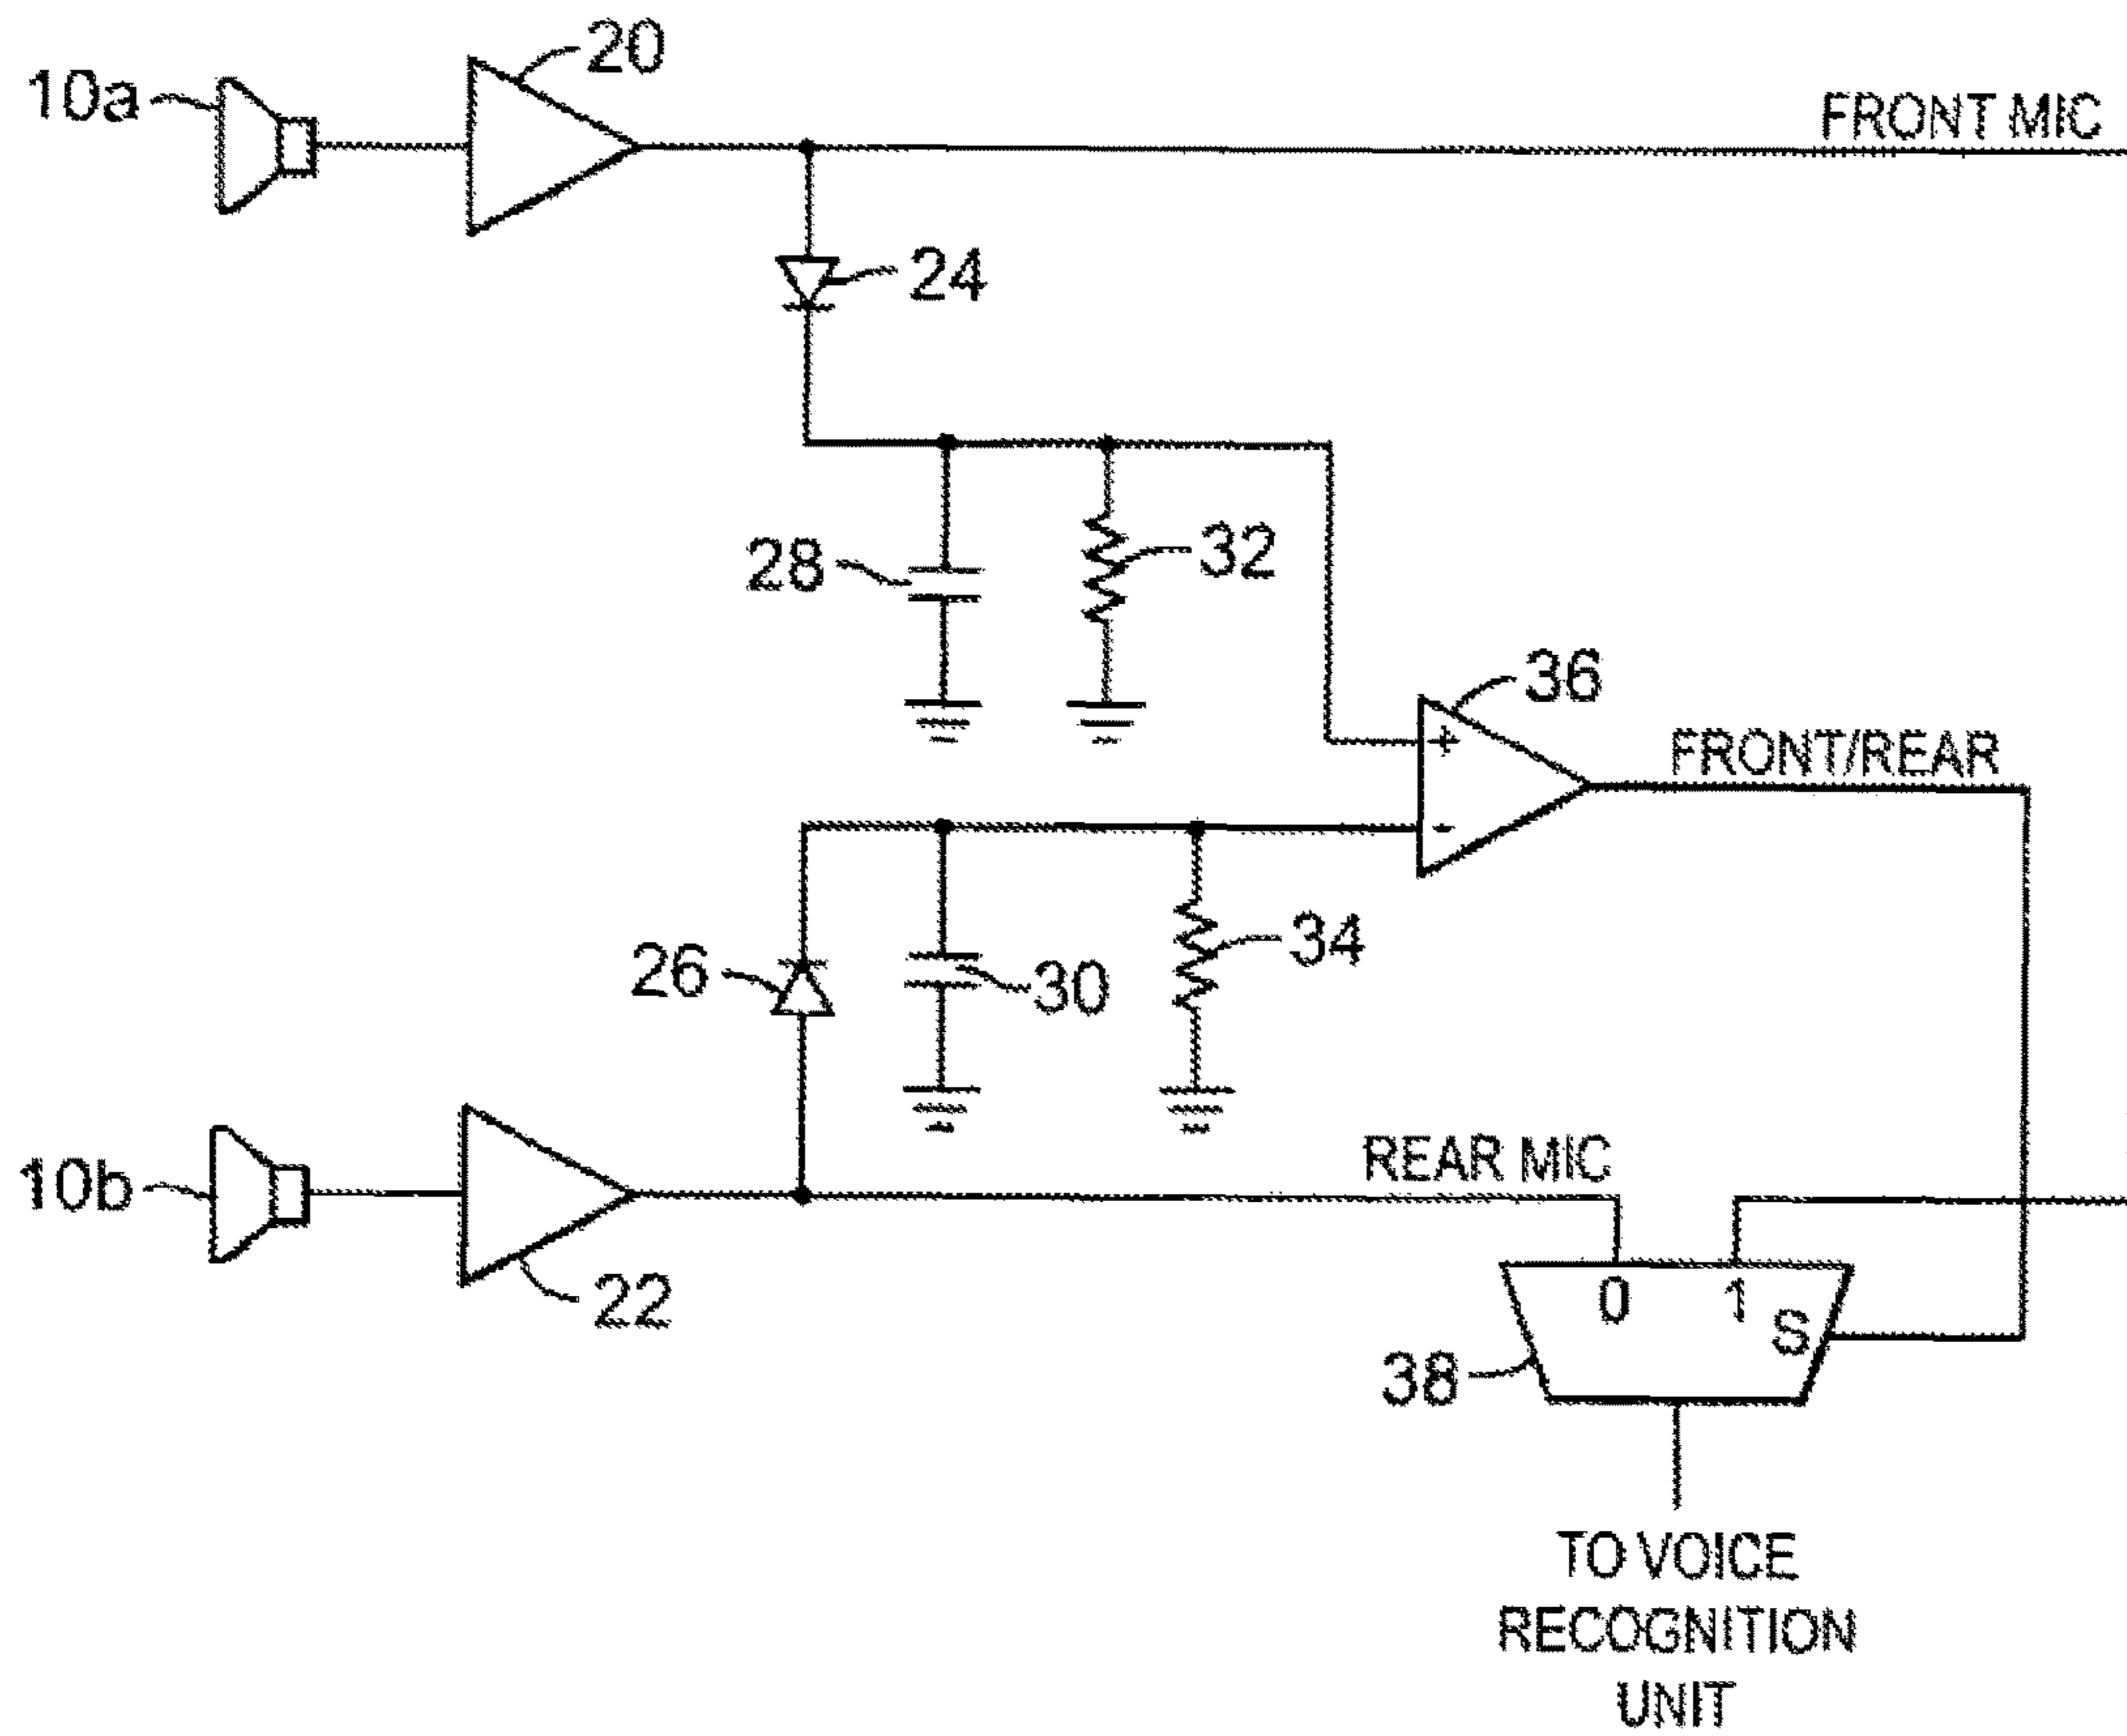 20
10a
FRONT MIC
24
28
32
36
+
FRONT/REAR
-
26
30
34
10b
REAR MIC
22
0 1 S
38
TO VOICE
RECOGNITION
UNIT